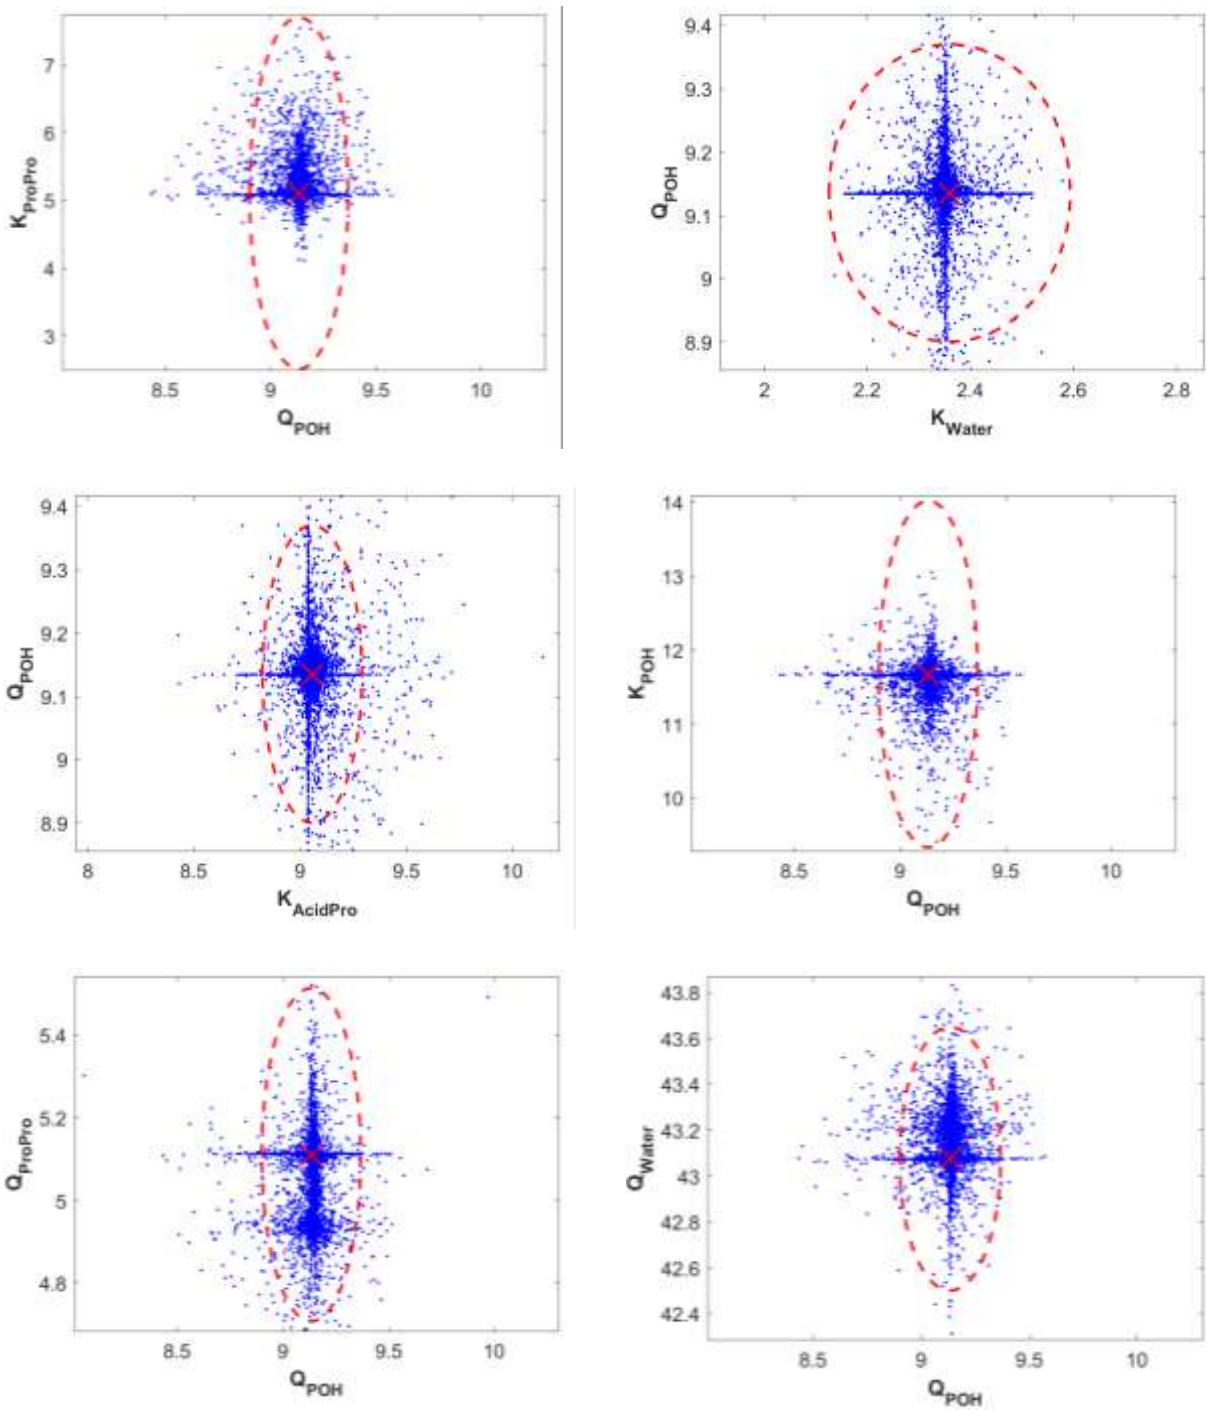 7
6
5
4
3
K_ProPro
8.5 9 9.5 10
Q_POH
9.4
9.3
9.2
9.1
9
8.9
Q_POH
2 2.2 2.4 2.6 2.8
K_Water
9.4
9.3
9.2
9.1
9
8.9
Q_POH
8 8.5 9 9.5 10
K_AcidPro
14
13
12
11
10
K_POH
8.5 9 9.5 10
Q_POH
5.4
5.2
5
4.8
Q_ProPro
8.5 9 9.5 10
Q_POH
43.8
43.6
43.4
43.2
43
42.8
42.6
42.4
Q_Water
8.5 9 9.5 10
Q_POH